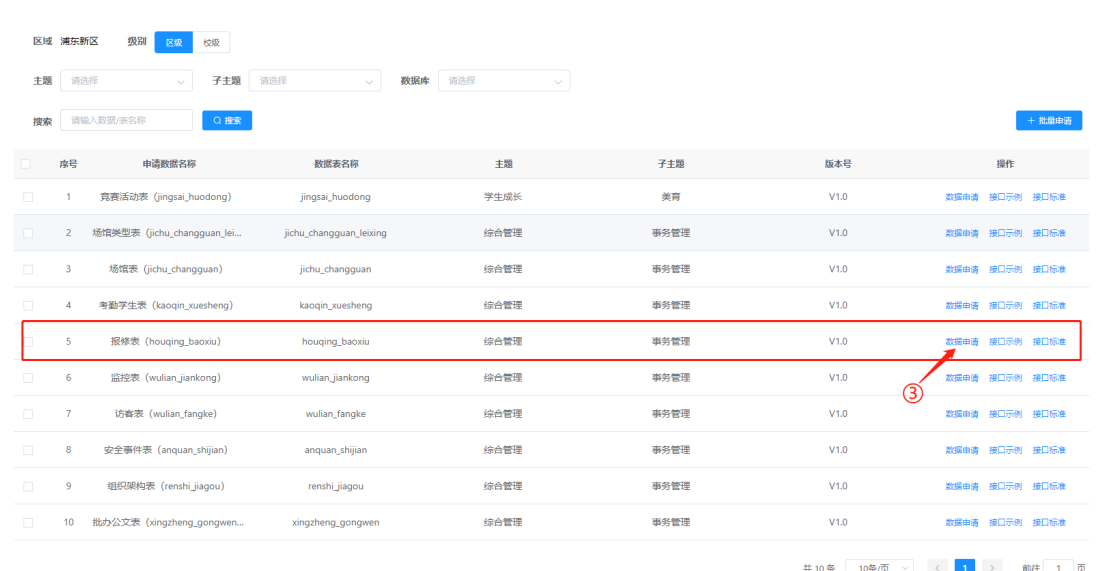 区域 浦东新区 级别 区级 校级
主题 请选择 子主题 请选择 数据库 请选择
搜索 请输入数据/表名称 搜索 + 批量申请
序号 申请数据名称 数据表名称 主题 子主题 版本号 操作
1 竞赛活动表（jingsai_huodong） jingsai_huodong 学生成长 美育 V1.0 数据申请 接口示例 接口标准
2 场馆类型表（jichu_changguan_lei... jichu_changguan_leixing 综合管理 事务管理 V1.0 数据申请 接口示例 接口标准
3 场馆表（jichu_changguan） jichu_changguan 综合管理 事务管理 V1.0 数据申请 接口示例 接口标准
4 考勤学生表（kaoqin_xuesheng） kaoqin_xuesheng 综合管理 事务管理 V1.0 数据申请 接口示例 接口标准
5 报修表（houqing_baoxiu） houqing_baoxiu 综合管理 事务管理 V1.0 数据申请 接口示例 接口标准
6 监控表（wulian_jiankong） wulian_jiankong 综合管理 事务管理 V1.0 数据申请 接口示例 接口标准
③
7 访客表（wulian_fangke） wulian_fangke 综合管理 事务管理 V1.0 数据申请 接口示例 接口标准
8 安全事件表（anquan_shijian） anquan_shijian 综合管理 事务管理 V1.0 数据申请 接口示例 接口标准
9 组织架构表（renshi_jiagou） renshi_jiagou 综合管理 事务管理 V1.0 数据申请 接口示例 接口标准
10 批办公文表（xingzheng_gongwen... xingzheng_gongwen 综合管理 事务管理 V1.0 数据申请 接口示例 接口标准
共 10 条 10条/页 < 1 > 前往 1 页